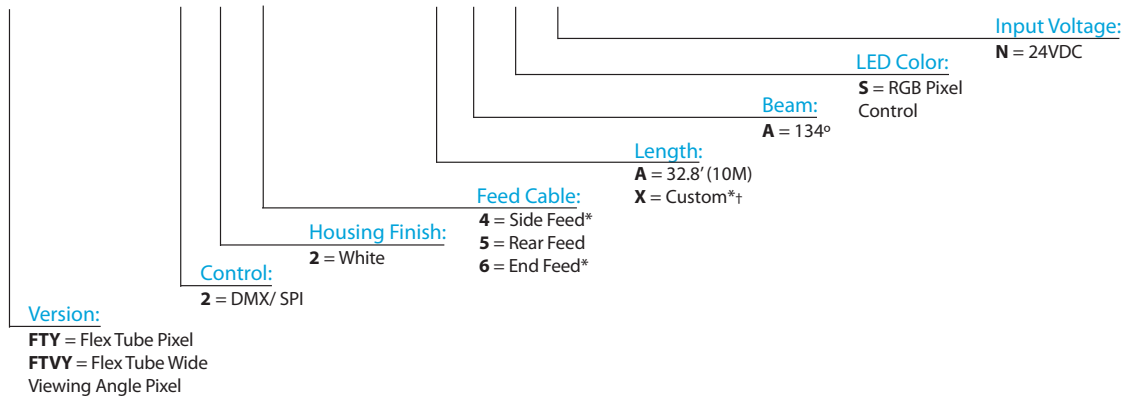 Input Voltage:
N = 24VDC
LED Color:
S = RGB Pixel
Control
Beam:
A = 134º
Length:
A = 32.8’ (10M)
X = Custom*†
Feed Cable:
4 = Side Feed*
5 = Rear Feed
6 = End Feed*
Housing Finish:
2 = White
Control:
2 = DMX/ SPI
Version:
FTY = Flex Tube Pixel
FTVY = Flex Tube Wide
Viewing Angle Pixel